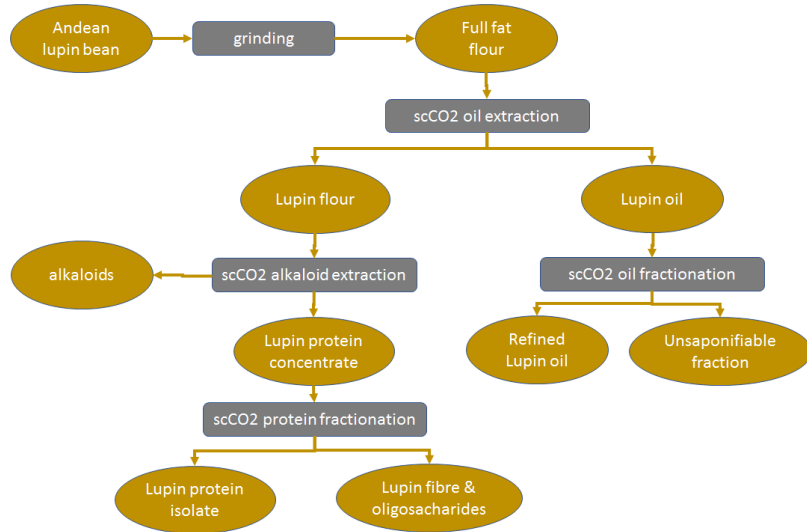 Andean
lupin bean
grinding
Full fat
flour
scCO2 oil extraction
Lupin flour
Lupin oil
alkaloids
scCO2 alkaloid extraction
scCO2 oil fractionation
Lupin protein
concentrate
Refined
Lupin oil
Unsaponifiable
fraction
scCO2 protein fractionation
Lupin protein
isolate
Lupin fibre &
oligosacharides